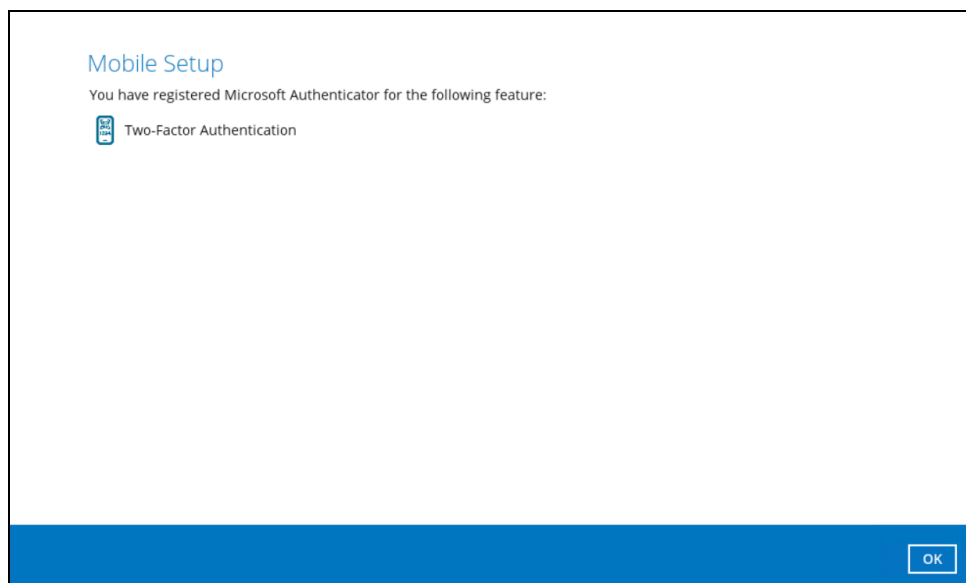 Mobile Setup
You have registered Microsoft Authenticator for the following feature:
Two-Factor Authentication
OK